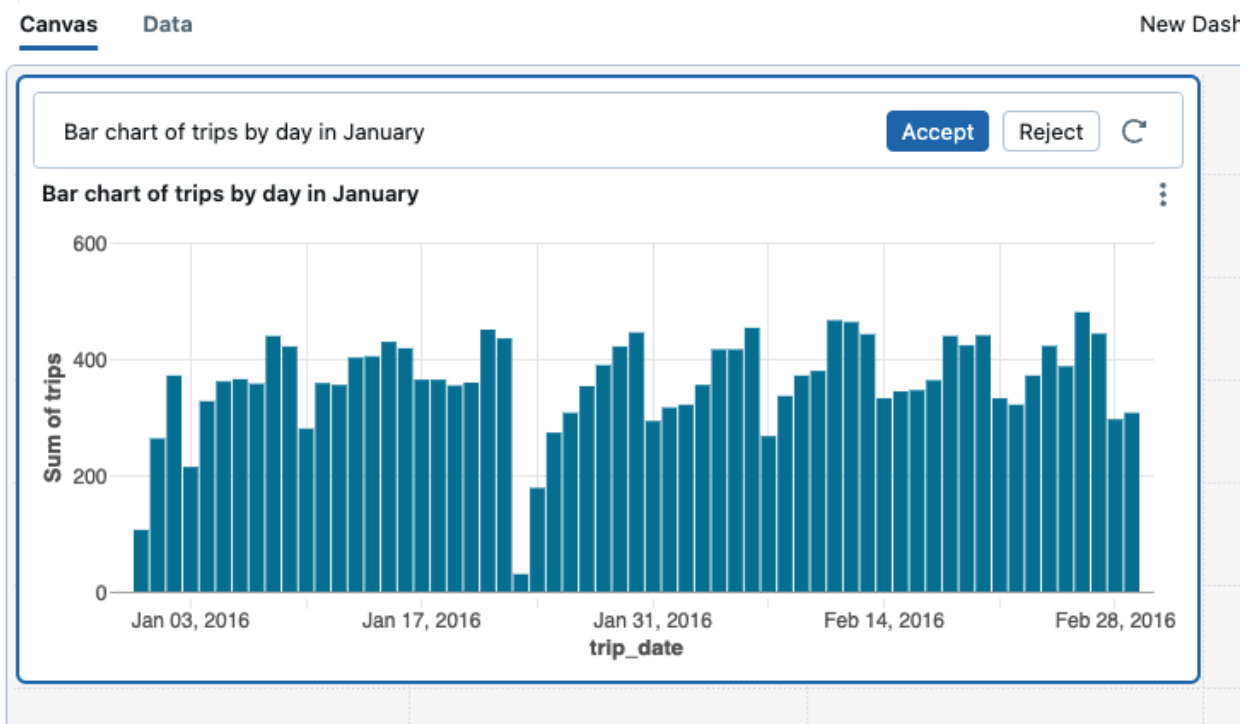 Canvas Data New Dash
Bar chart of trips by day in January Accept Reject
Bar chart of trips by day in January
600
400
200
0
Sum of trips
Jan 03, 2016 Jan 17, 2016 Jan 31, 2016 Feb 14, 2016 Feb 28, 2016
trip_date